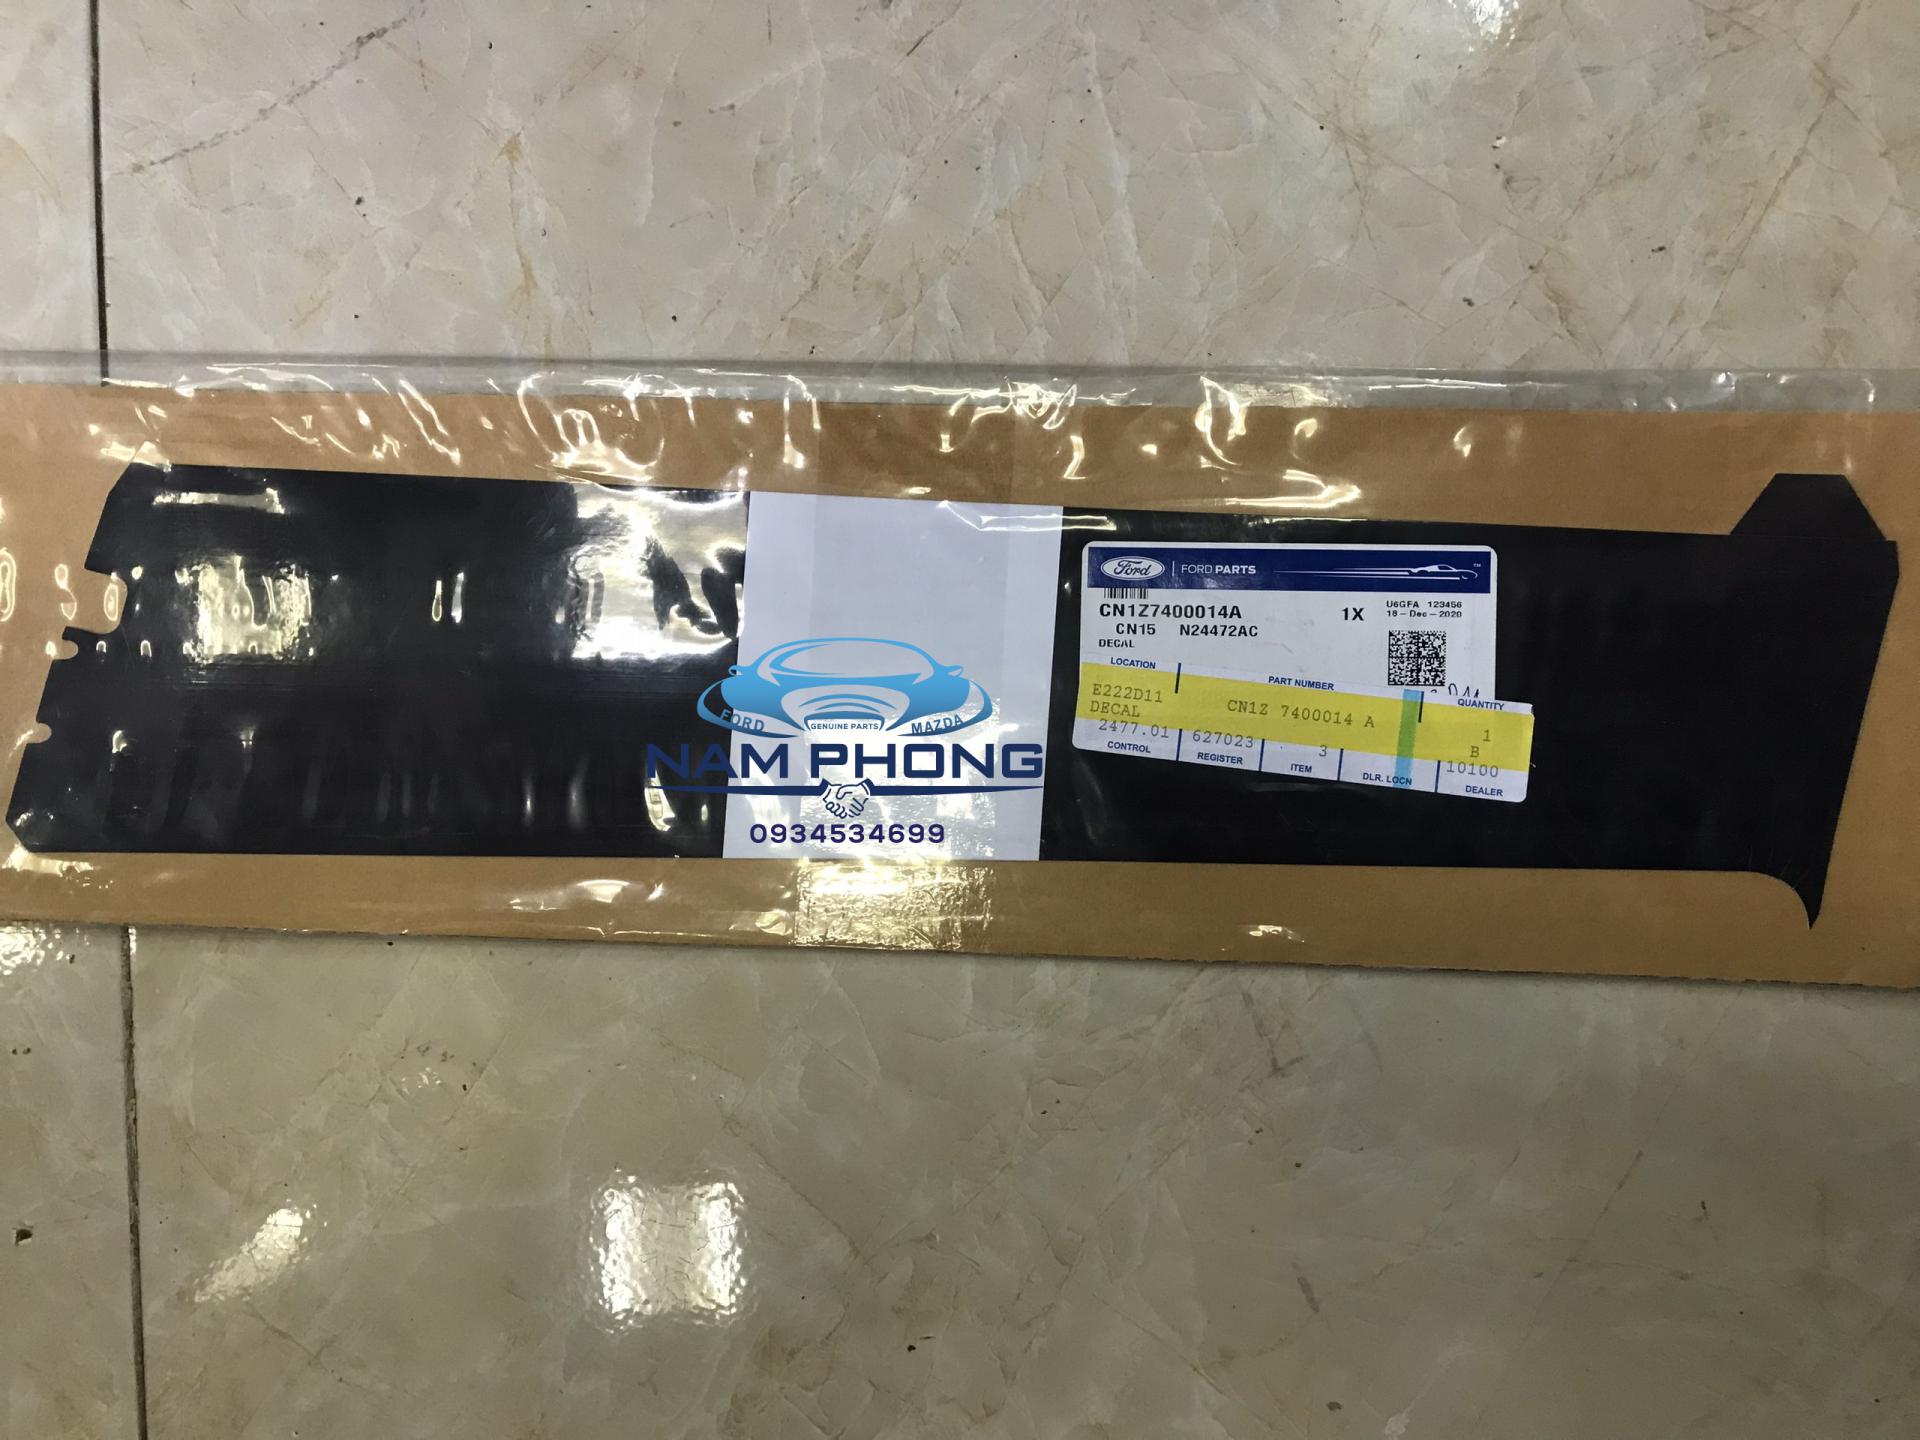 Ford FORD PARTS
CN1Z7400014A 1X
U6GFA 123456
18-Dec-2020
CN15 N24472AC
DECAL
LOCATION PART NUMBER QUANTITY
E222D11 CN1Z 7400014 A 1
DECAL B
2477.01 627023 3 10100
CONTROL REGISTER ITEM DLR. LOCN DEALER
FORD GENUINE PARTS MAZDA
NAM PHONG
0934534699